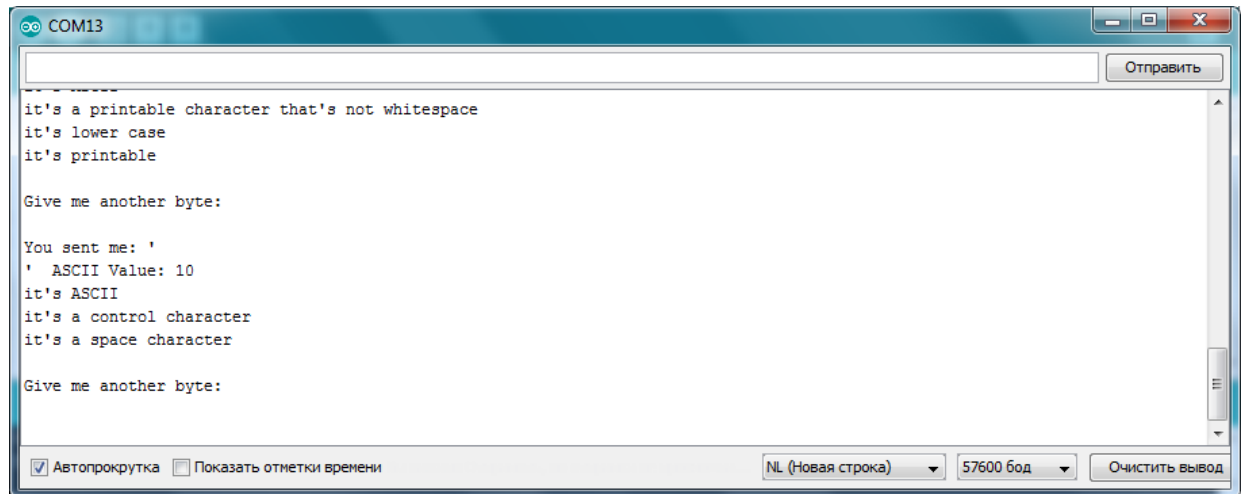 COM13
Отправить
it's a printable character that's not whitespace
it's lower case
it's printable
Give me another byte:
You sent me: '
'  ASCII Value: 10
it's ASCII
it's a control character
it's a space character
Give me another byte:
Автопрокрутка Показать отметки времени NL (Новая строка) 57600 бод Очистить вывод